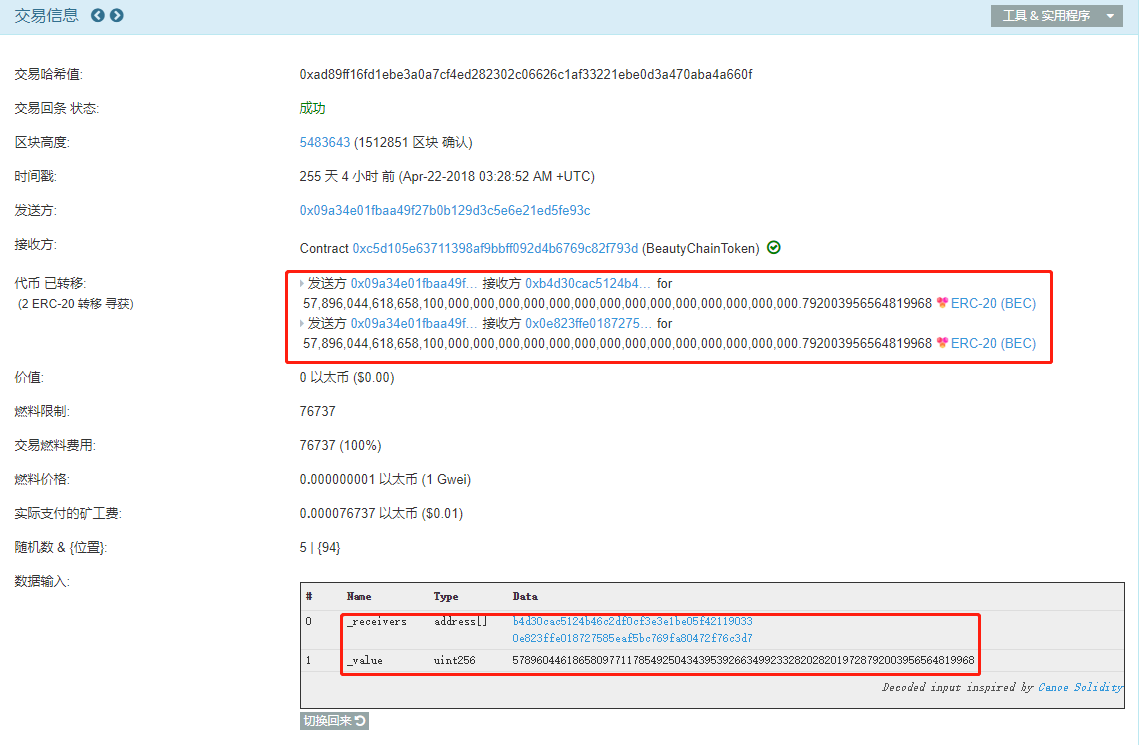 交易信息
工具 & 实用程序
交易哈希值: 0xad89ff16fd1ebe3a0a7cf4ed282302c06626c1af33221ebe0d3a470aba4a660f
交易回条 状态: 成功
区块高度: 5483643 (1512851 区块 确认)
时间戳: 255 天 4 小时 前 (Apr-22-2018 03:28:52 AM +UTC)
发送方: 0x09a34e01fbaa49f27b0b129d3c5e6e21ed5fe93c
接收方: Contract 0xc5d105e63711398af9bbff092d4b6769c82f793d (BeautyChainToken)
代币 已转移: 发送方 0x09a34e01fbaa49f... 接收方 0xb4d30cac5124b4... for
(2 ERC-20 转移 寻获) 57,896,044,618,658,100,000,000,000,000,000,000,000,000,000,000,000,000,000,000,000.792003956564819968 ERC-20 (BEC)
发送方 0x09a34e01fbaa49f... 接收方 0x0e823ffe0187275... for
57,896,044,618,658,100,000,000,000,000,000,000,000,000,000,000,000,000,000,000,000.792003956564819968 ERC-20 (BEC)
价值: 0 以太币 ($0.00)
燃料限制: 76737
交易燃料费用: 76737 (100%)
燃料价格: 0.000000001 以太币 (1 Gwei)
实际支付的矿工费: 0.000076737 以太币 ($0.01)
随机数 & {位置}: 5 | {94}
数据输入:
# Name Type Data
0 _receivers address[] b4d30cac5124b46c2df0cf3e3e1be05f42119033
0e823ffe018727585eaf5bc769fa80472f76c3d7
1 _value uint256 57896044618658097711785492504343953926634992332820282019728792003956564819968
Decoded input inspired by Canoe Solidity
切换回来